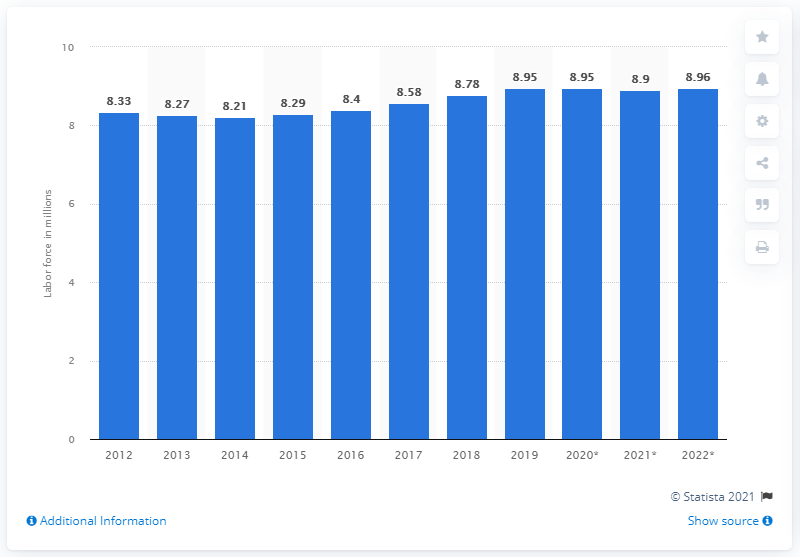 10
8
6
4
2
0
Labor force in millions
8.33 8.27 8.21 8.29 8.4 8.58 8.78 8.95 8.95 8.9 8.96
2012 2013 2014 2015 2016 2017 2018 2019 2020* 2021* 2022*
© Statista 2021
Additional Information
Show source